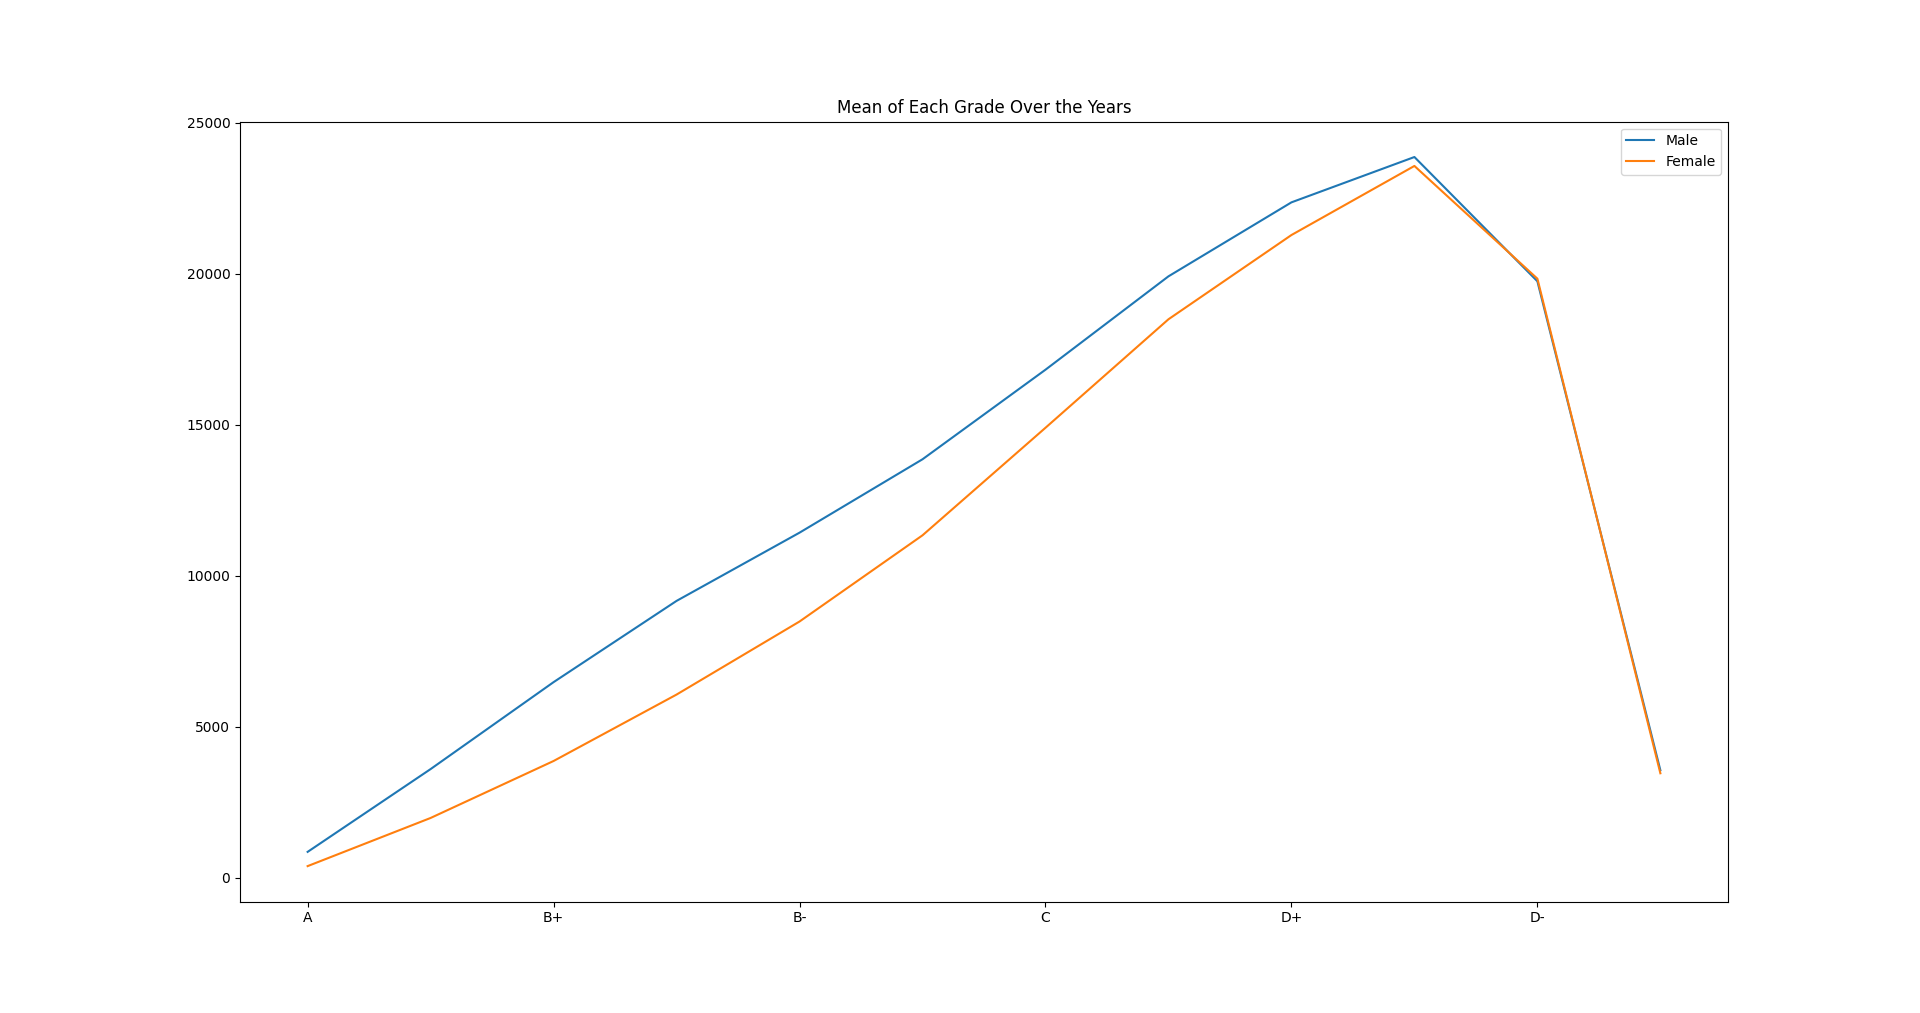 Mean of Each Grade Over the Years
Male
Female
25000
20000
15000
10000
5000
0
A
B+
B-
C
D+
D-